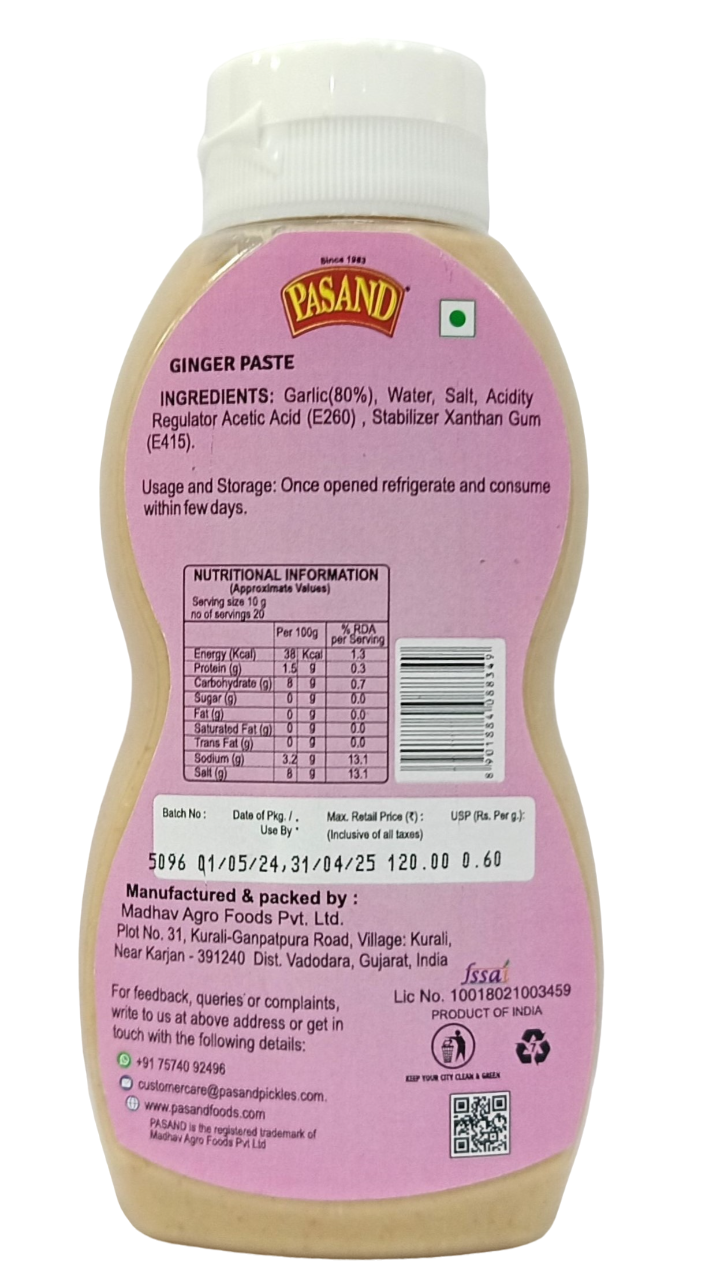 Since 1983
PASAND
GINGER PASTE
INGREDIENTS: Garlic(80%), Water, Salt, Acidity
Regulator Acetic Acid (E260) , Stabilizer Xanthan Gum
(E415).
Usage and Storage: Once opened refrigerate and consume
within few days.
NUTRITIONAL INFORMATION
(Approximate Values)
Serving size 10 g
no of servings 20
Per 100g % RDA per Serving
Energy (Kcal) 38 Kcal 1.3
Protein (g) 1.5 g 0.3
Carbohydrate (g) 8 g 0.7
Sugar (g) 0 g 0.0
Fat (g) 0 g 0.0
Saturated Fat (g) 0 g 0.0
Trans Fat (g) 0 g 0.0
Sodium (g) 3.2 g 13.1
Salt (g) 8 g 13.1
8 901884 088349
Batch No : Date of Pkg. / . Max. Retail Price (₹) : USP (Rs. Per g.):
Use By * (Inclusive of all taxes)
5096 01/05/24,31/04/25 120.00 0.60
Manufactured & packed by :
Madhav Agro Foods Pvt. Ltd.
Plot No. 31, Kurali-Ganpatpura Road, Village: Kurali,
Near Karjan - 391240 Dist. Vadodara, Gujarat, India
fssai
Lic No. 10018021003459
PRODUCT OF INDIA
For feedback, queries or complaints,
write to us at above address or get in
touch with the following details:
7
KEEP YOUR CITY CLEAN & GREEN
+91 75740 92496
customercare@pasandpickles.com.
www.pasandfoods.com
PASAND is the registered trademark of
Madhav Agro Foods Pvt Ltd